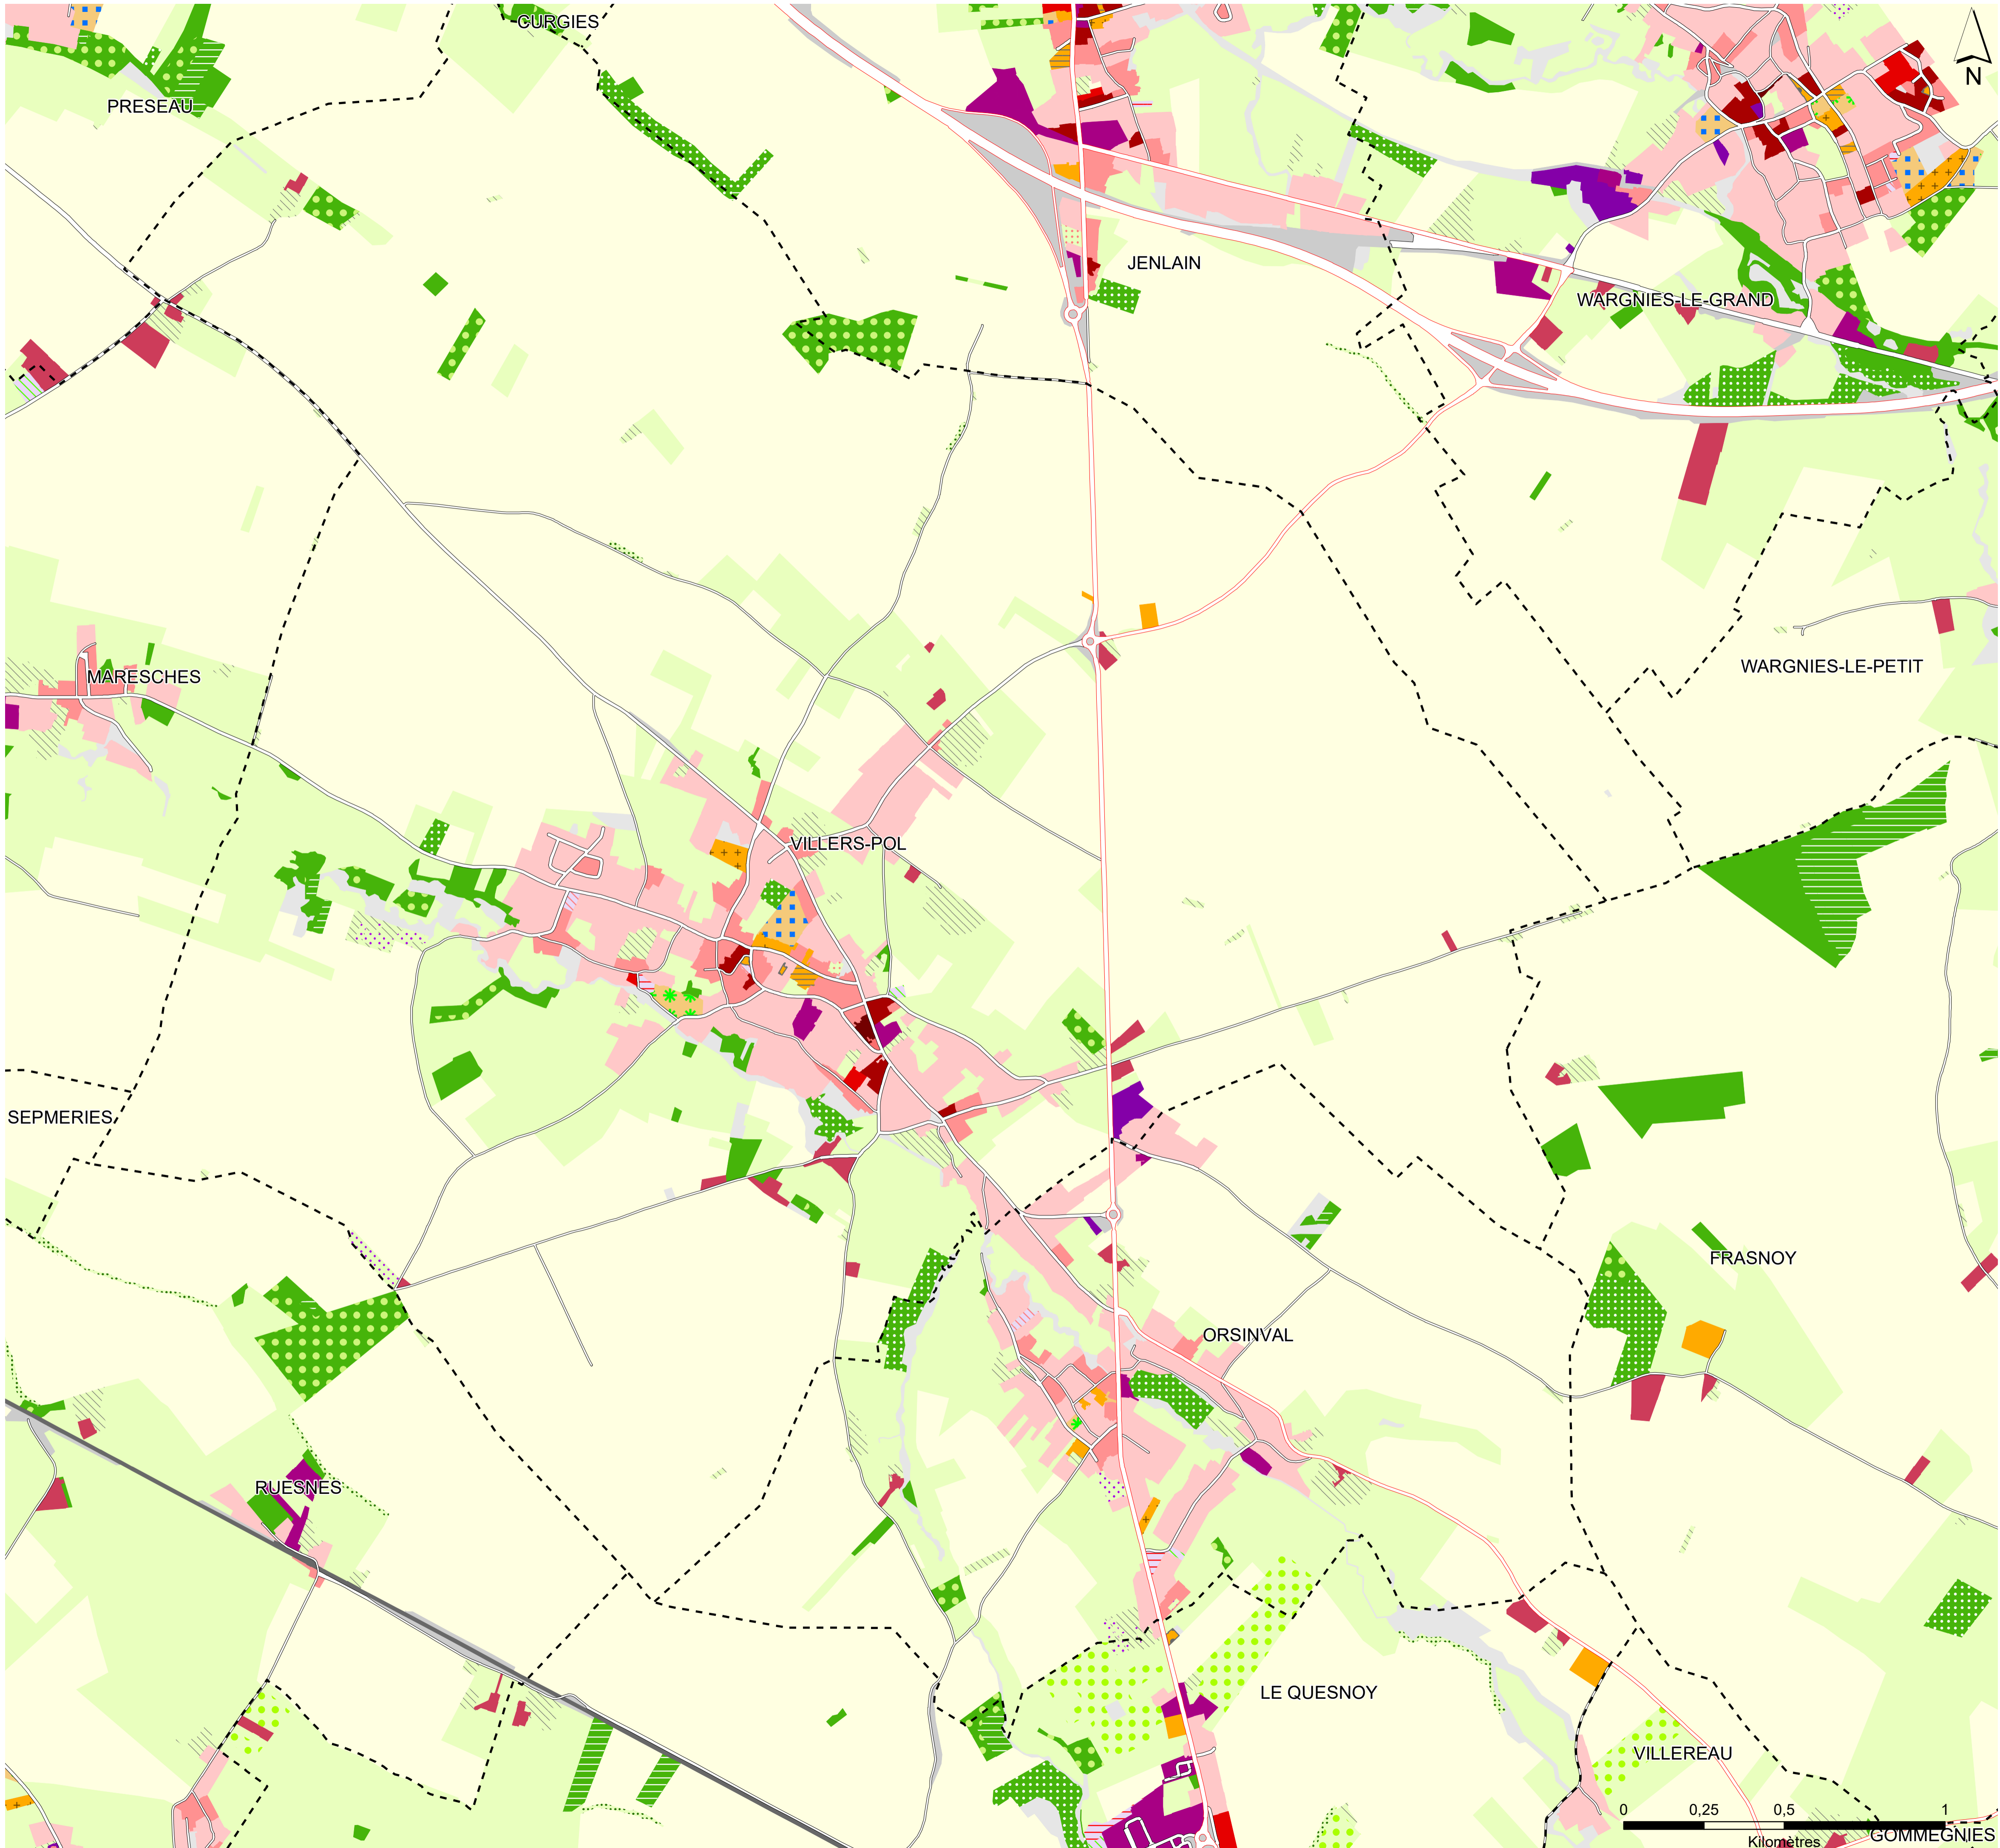 CURGIES
PRESEAU
N
JENLAIN
WARGNIES-LE-GRAND
WARGNIES-LE-PETIT
MARESCHES
VILLERS-POL
SEPMERIES
FRASNOY
ORSINVAL
RUESNES
LE QUESNOY
VILLEREAU
0 0,25 0,5 1
Kilomètres
GOMMEGNIES